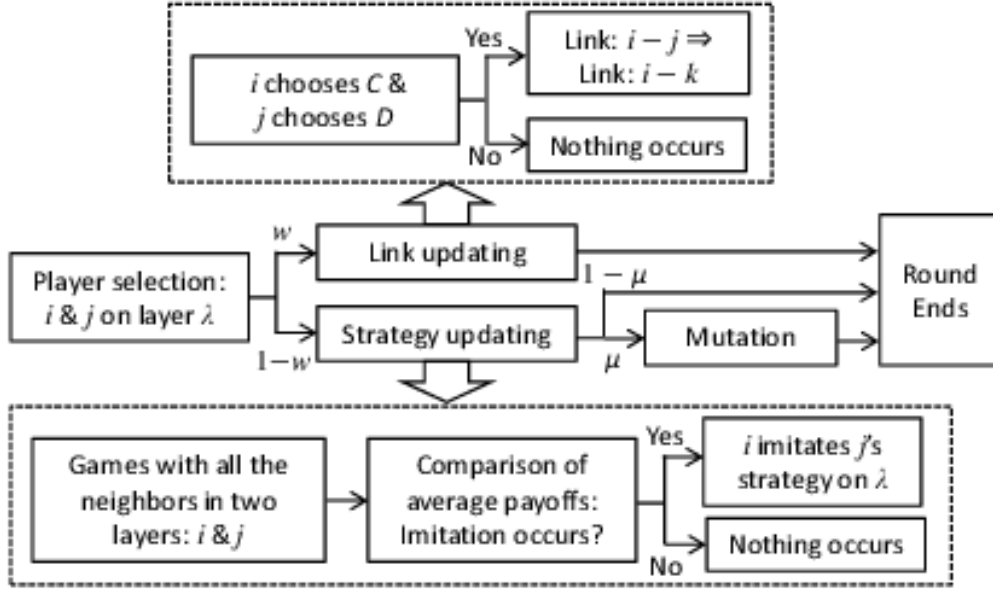 i chooses C &
j chooses D
Yes
Link: i – j ⇒
Link: i – k
No
Nothing occurs
Player selection:
i & j on layer λ
w
Link updating
1–w
Strategy updating
1 – μ
μ
Mutation
Round
Ends
Games with all the
neighbors in two
layers: i & j
Comparison of
average payoffs:
Imitation occurs?
Yes
i imitates j's
strategy on λ
No
Nothing occurs